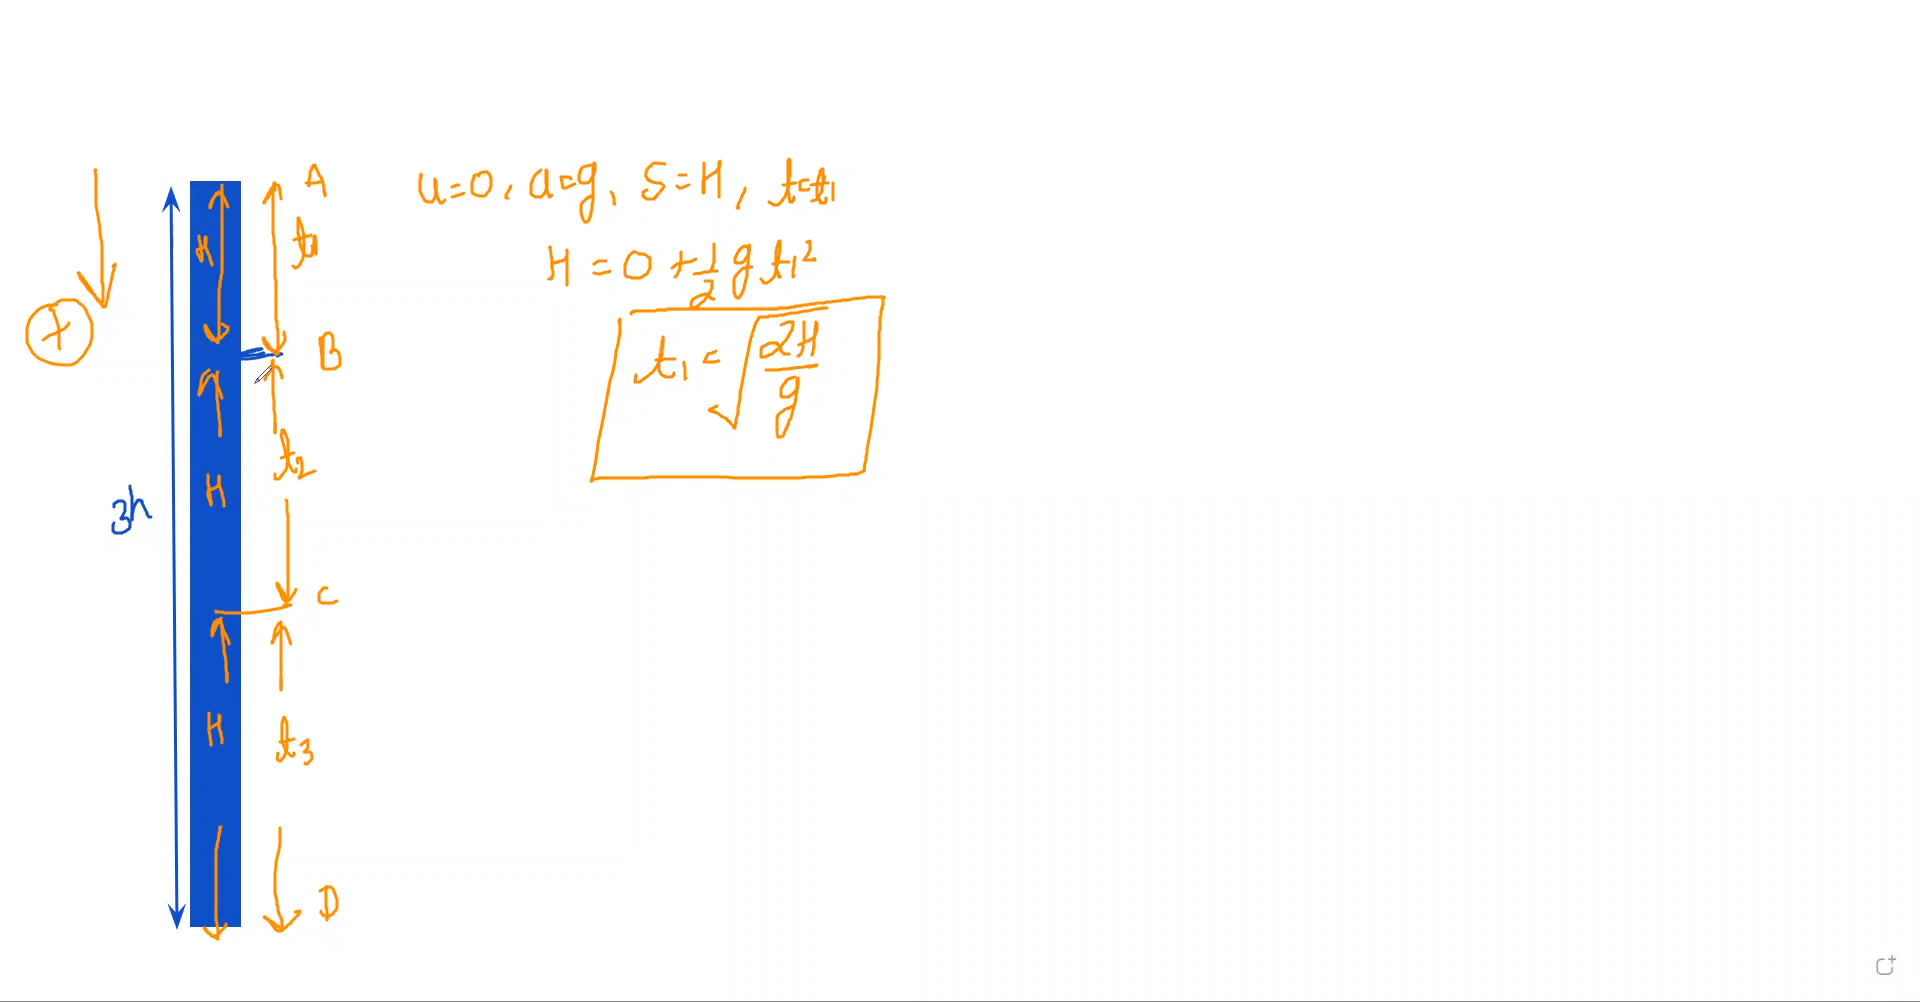 A
u=0, a=g, S=H, t=t₁
H
t₁
H = 0 + 1/2 g t₁²
+
B
t₁ = √(2H/g)
t₂
H
3h
C
H
t₃
D